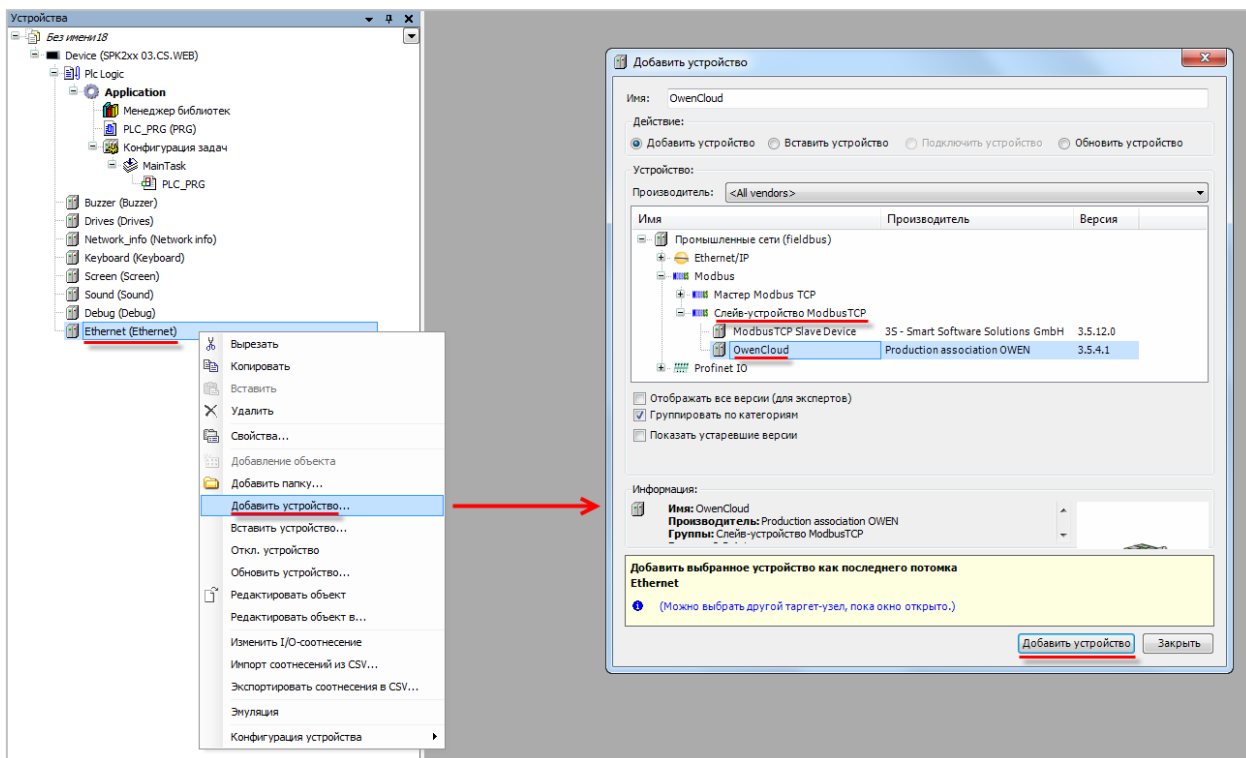 Устройства
Без имени18
Device (SPK2xx 03.CS.WEB)
Plc Logic
Application
Менеджер библиотек
PLC_PRG (PRG)
Конфигурация задач
MainTask
PLC_PRG
Buzzer (Buzzer)
Drives (Drives)
Network_info (Network info)
Keyboard (Keyboard)
Screen (Screen)
Sound (Sound)
Debug (Debug)
Ethernet (Ethernet)
Вырезать
Копировать
Вставить
Удалить
Свойства...
Добавление объекта
Добавить папку...
Добавить устройство...
Вставить устройство...
Откл. устройство
Обновить устройство...
Редактировать объект
Редактировать объект в...
Изменить I/O-соотнесение
Импорт соотнесений из CSV...
Экспортировать соотнесения в CSV...
Эмуляция
Конфигурация устройства
Добавить устройство
Имя: OwenCloud
Действие:
Добавить устройство Вставить устройство Подключить устройство Обновить устройство
Устройство:
Производитель: <All vendors>
Имя Производитель Версия
Промышленные сети (fieldbus)
Ethernet/IP
Modbus
Мастер Modbus TCP
Слейв-устройство ModbusTCP
ModbusTCP Slave Device 3S - Smart Software Solutions GmbH 3.5.12.0
OwenCloud Production association OWEN 3.5.4.1
Profinet IO
Отображать все версии (для экспертов)
Группировать по категориям
Показать устаревшие версии
Информация:
Имя: OwenCloud
Производитель: Production association OWEN
Группы: Слейв-устройство ModbusTCP
Добавить выбранное устройство как последнего потомка
Ethernet
(Можно выбрать другой таргет-узел, пока окно открыто.)
Добавить устройство Закрыть